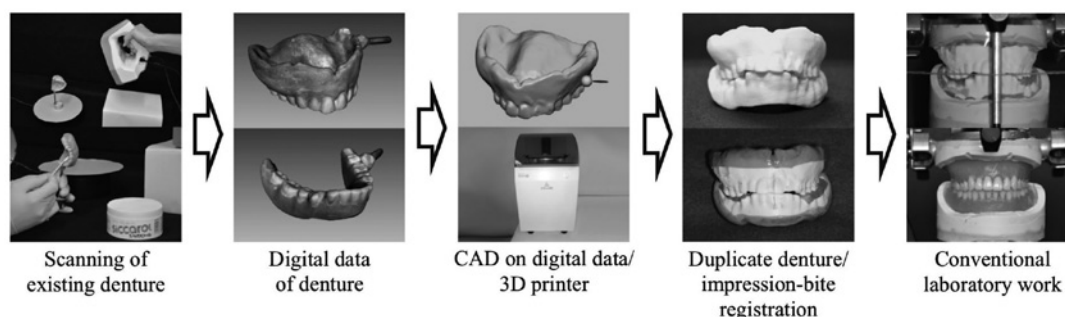 siccarol
Scanning of
existing denture
Digital data
of denture
CAD on digital data/
3D printer
Duplicate denture/
impression-bite
registration
Conventional
laboratory work